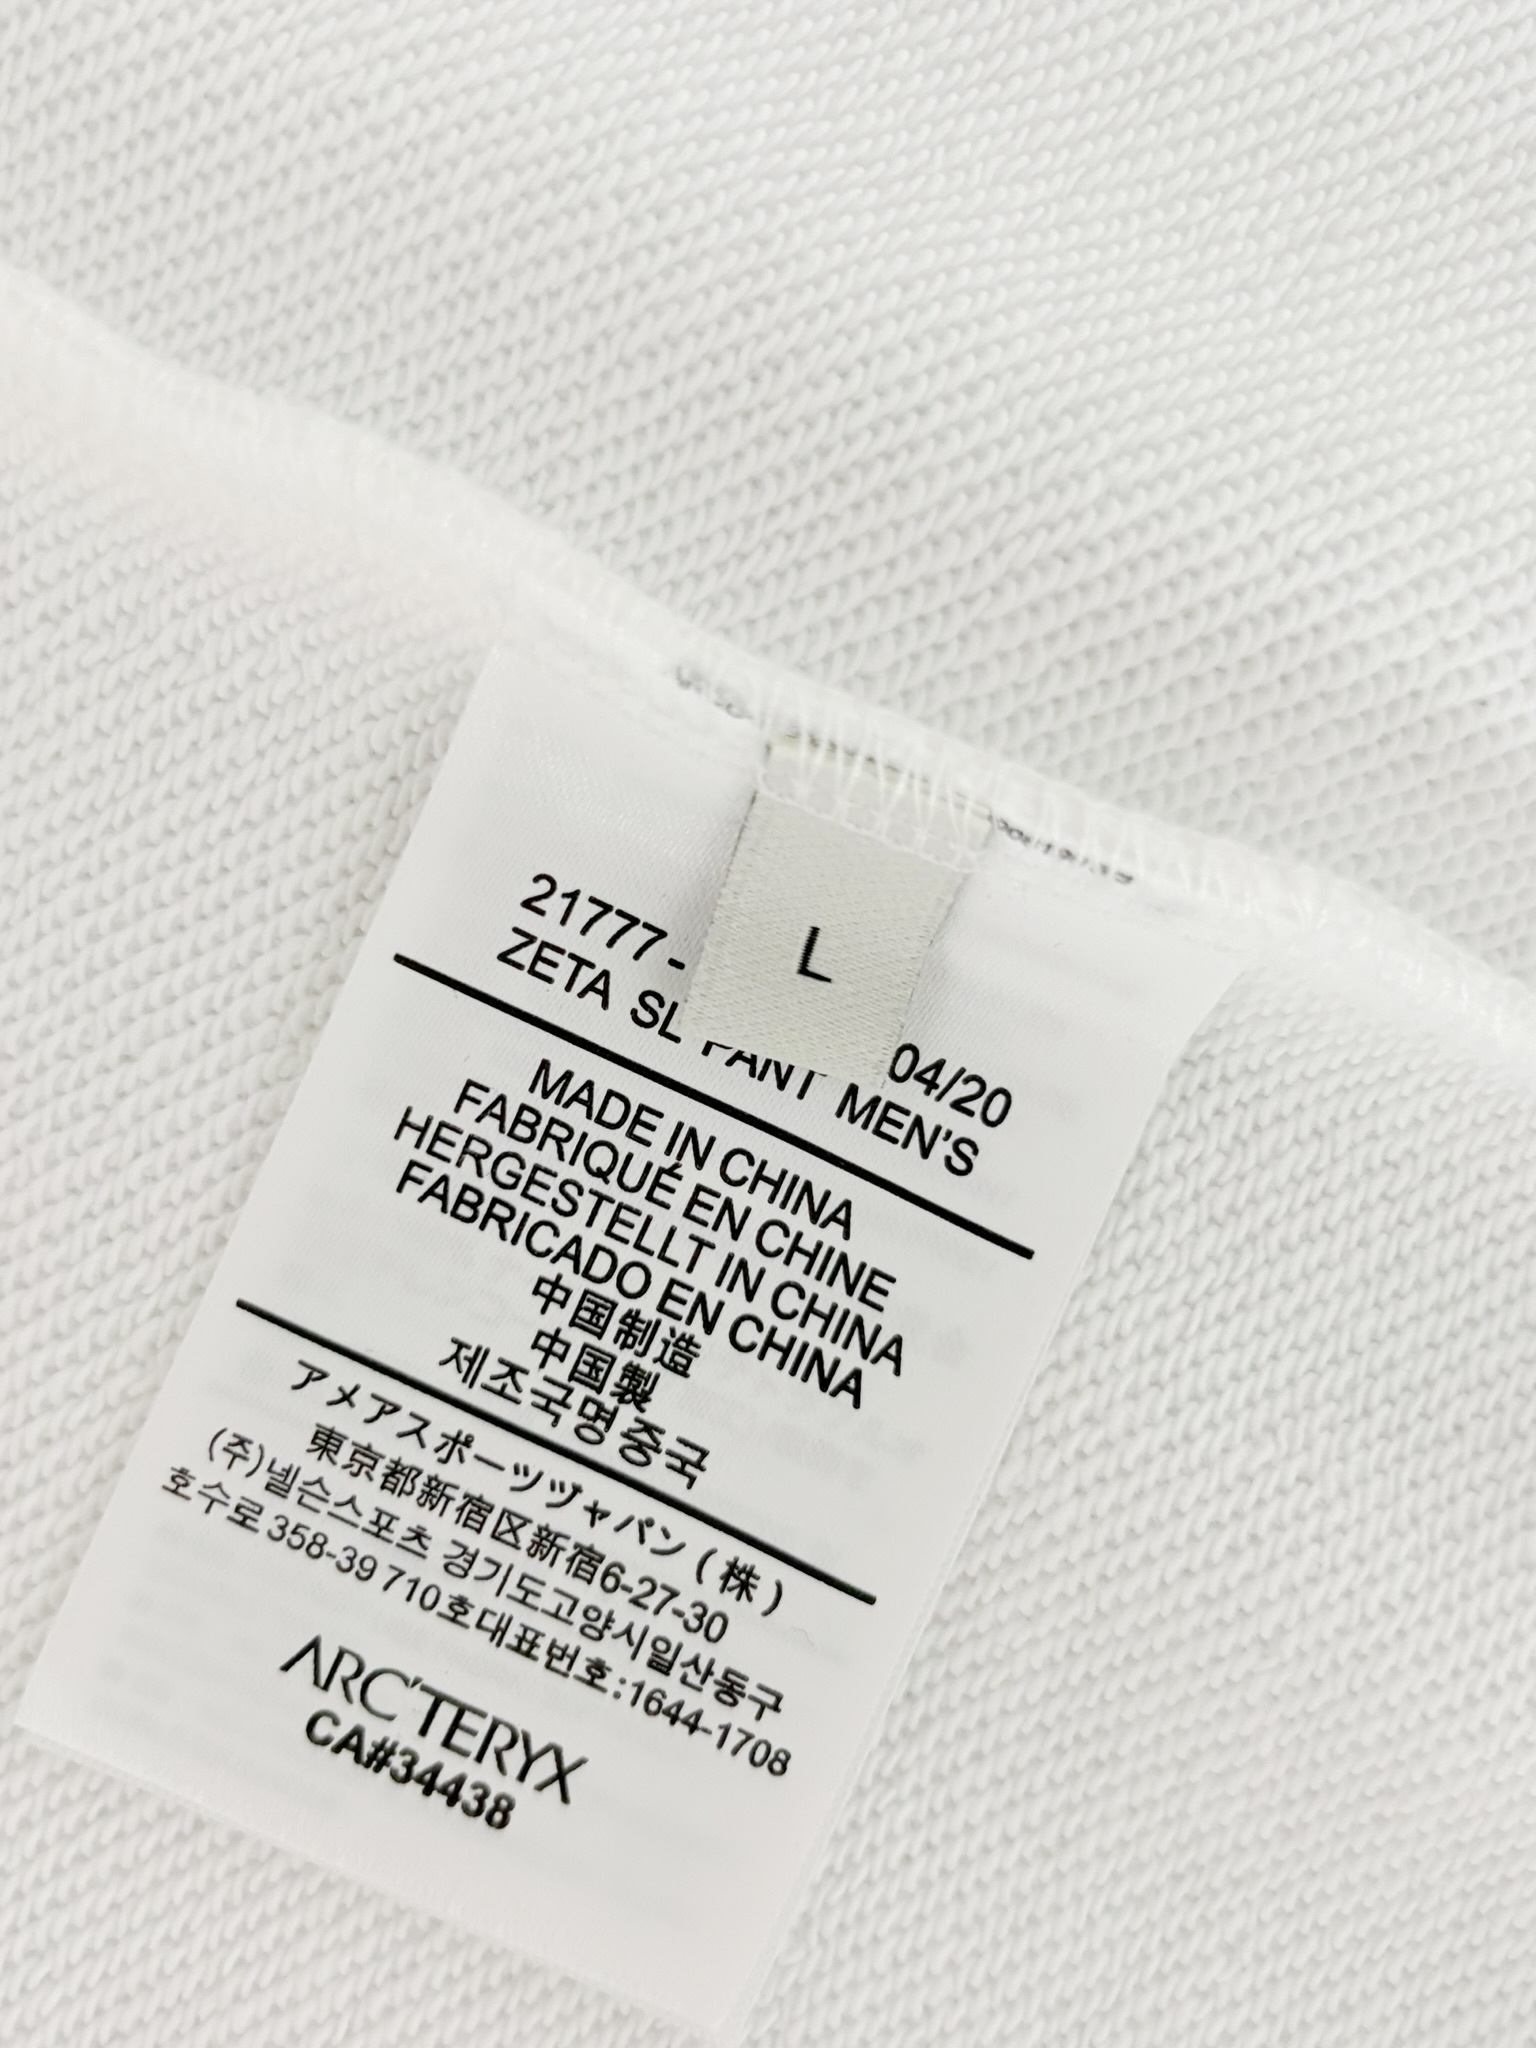 L
21777-
04/20
ZETA SL PANT MEN'S
MADE IN CHINA
FABRIQUÉ EN CHINE
HERGESTELLT IN CHINA
FABRICADO EN CHINA
中国制造
中国製
제조국명 중국
アメアスポーツヅャパン (株)
東京都新宿区新宿6-27-30
(주)넬슨스포츠 경기도고양시일산동구
호수로 358-39 710호대표번호:1644-1708
ARC'TERYX
CA#34438